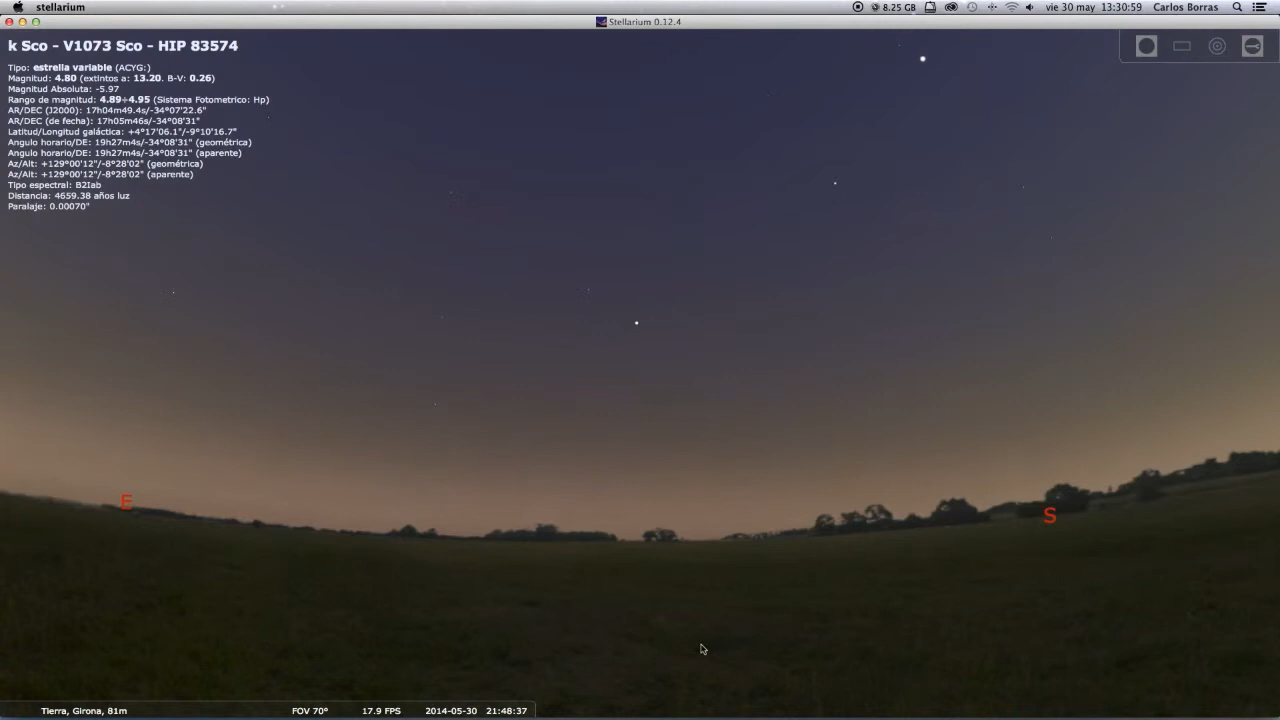 stellarium
8.25 GB
vie 30 may 13:30:59
Carlos Borras
Stellarium 0.12.4
k Sco - V1073 Sco - HIP 83574
Tipo: estrella variable (ACYG:)
Magnitud: 4.80 (extintos a: 13.20. B-V: 0.26)
Magnitud Absoluta: -5.97
Rango de magnitud: 4.89÷4.95 (Sistema Fotometrico: Hp)
AR/DEC (J2000): 17h04m49.4s/-34°07'22.6"
AR/DEC (de fecha): 17h05m46s/-34°08'31"
Latitud/Longitud galáctica: +4°17'06.1"/-9°10'16.7"
Angulo horario/DE: 19h27m4s/-34°08'31" (geométrica)
Angulo horario/DE: 19h27m4s/-34°08'31" (aparente)
Az/Alt: +129°00'12"/-8°28'02" (geométrica)
Az/Alt: +129°00'12"/-8°28'02" (aparente)
Tipo espectral: B2Iab
Distancia: 4659.38 años luz
Paralaje: 0.00070"
E
S
Tierra, Girona, 81m
FOV 70°
17.9 FPS
2014-05-30 21:48:37